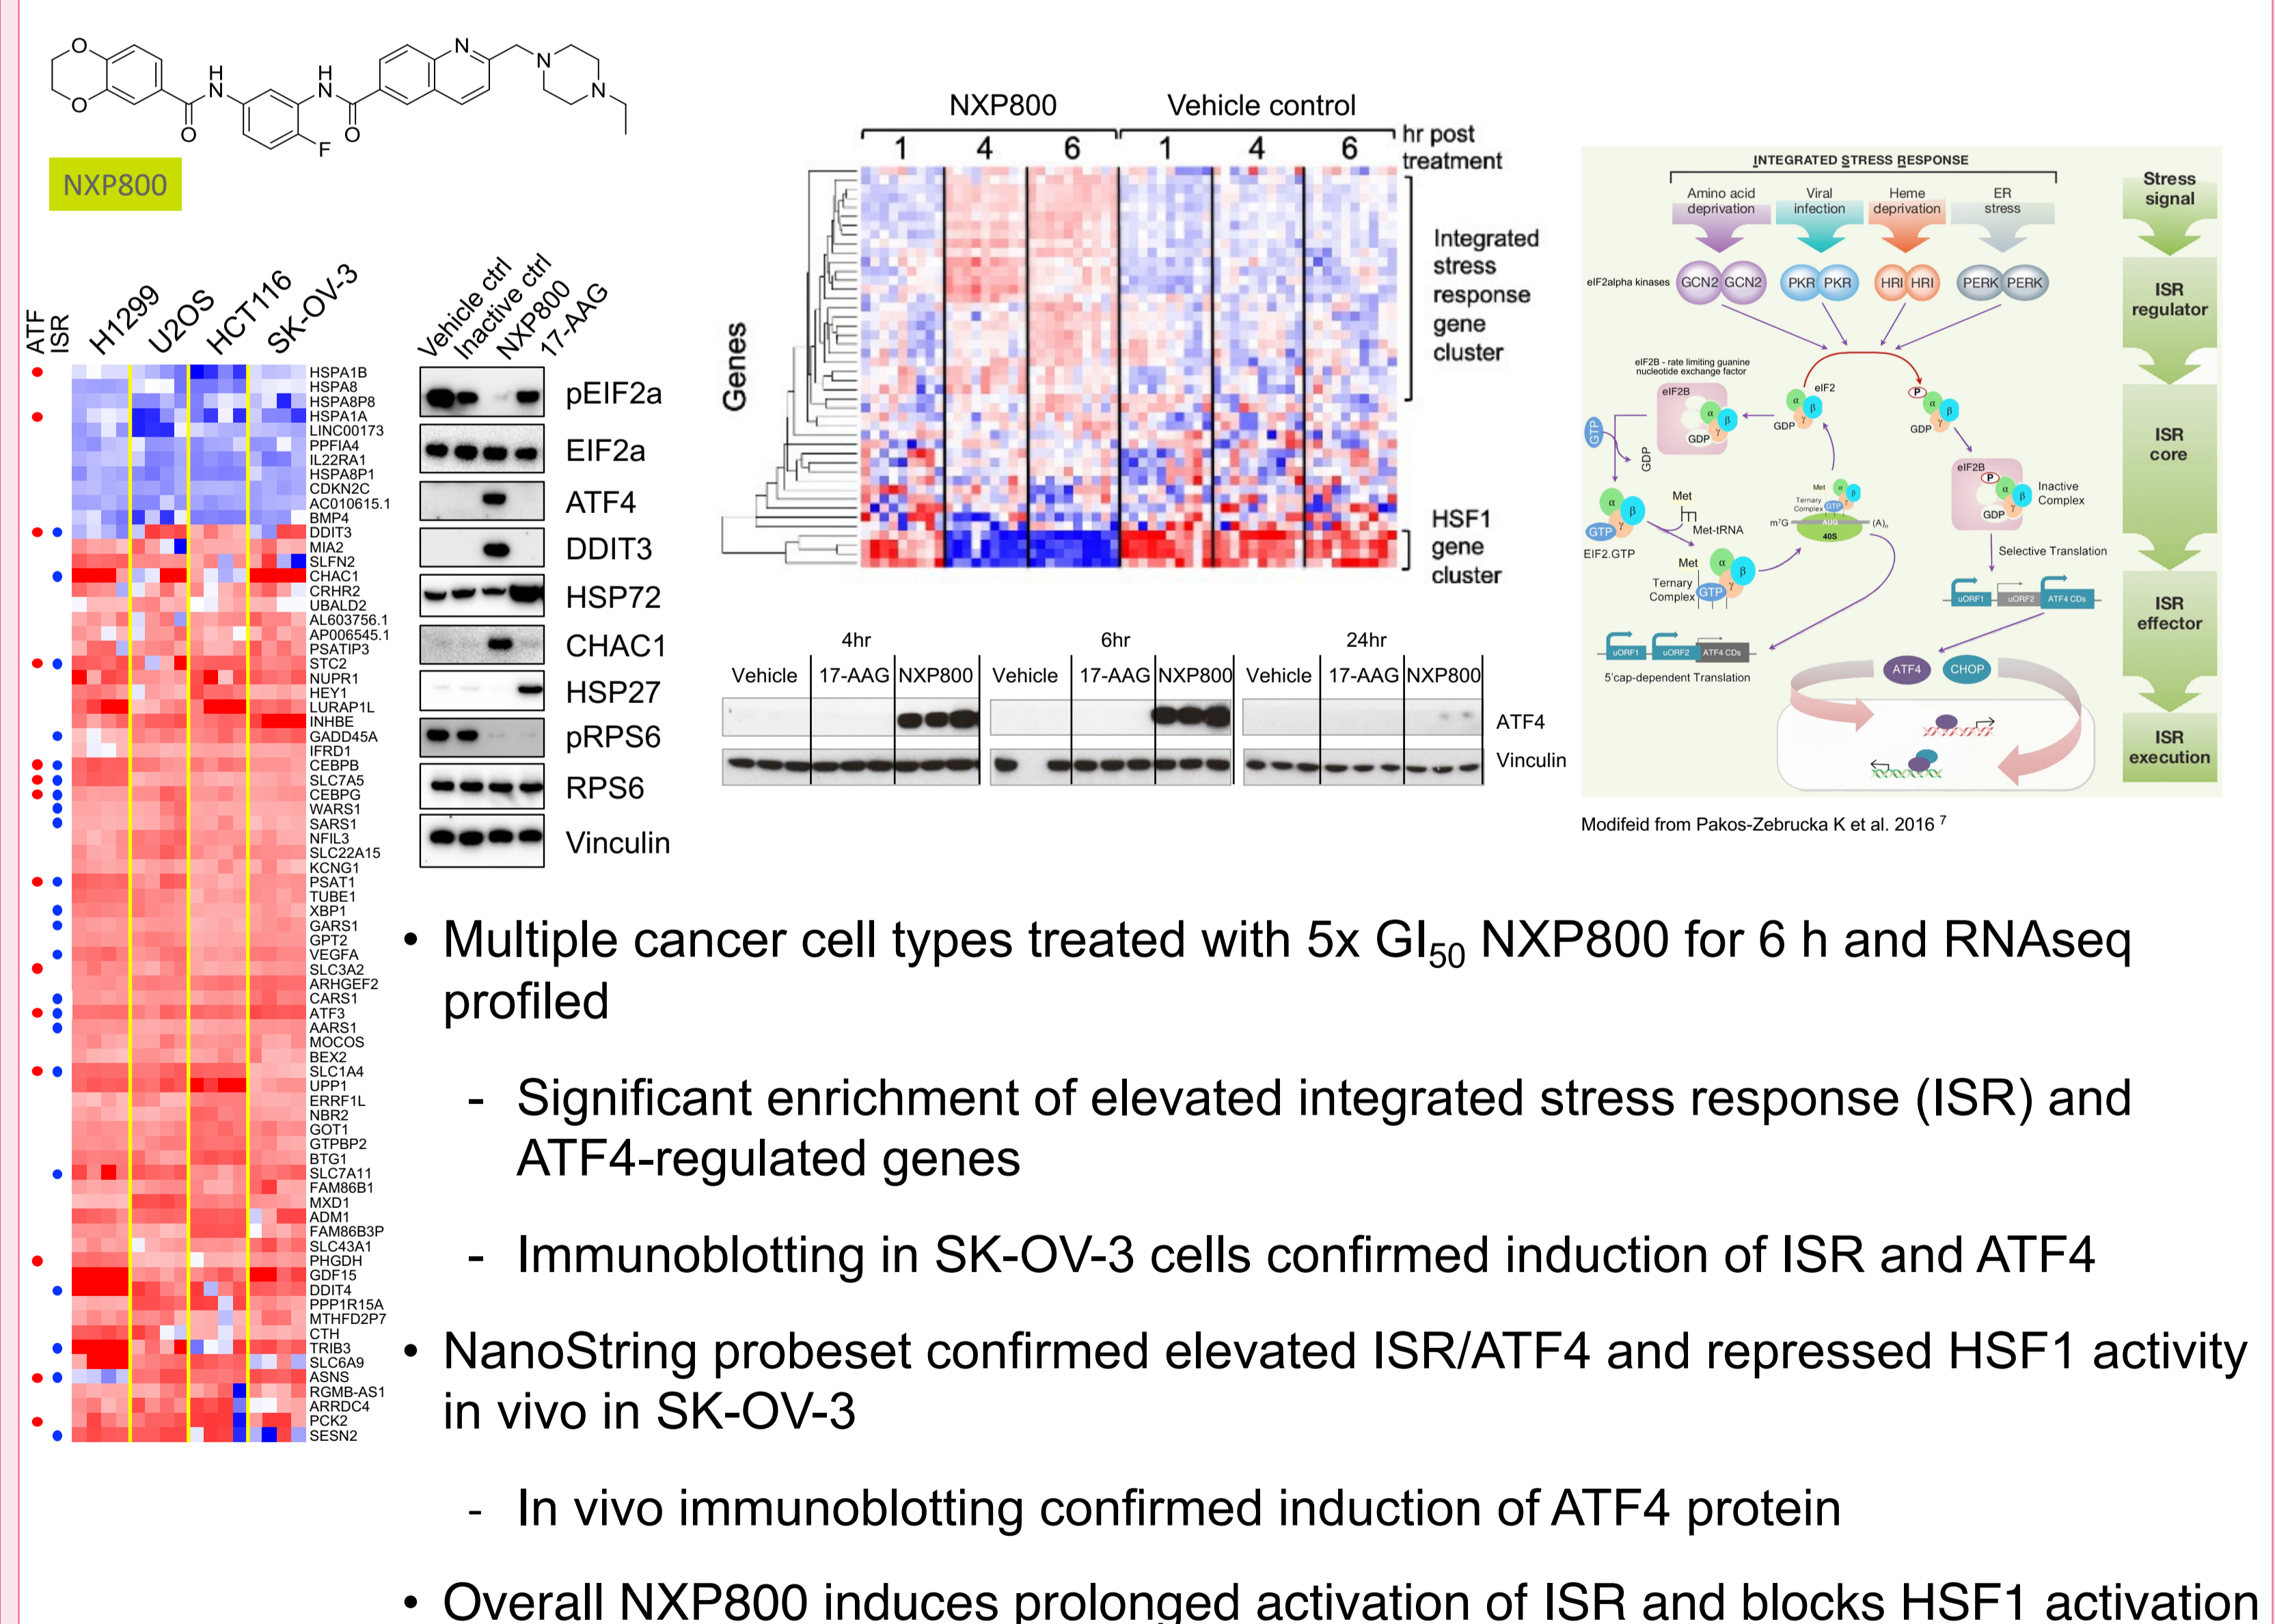 O
O
O
H
N
H
N
O
F
N
N
N
NXP800
ATF
ISR
H1299
U2OS
HCT116
SK-OV-3
HSPA1B
HSPA8
HSPA8P8
HSPA1A
LINC00173
PPFIA4
IL22RA1
HSPA8P1
CDKN2C
AC010615.1
BMP4
DDIT3
MIA2
SLFN2
CHAC1
CRHR2
UBALD2
AL603756.1
AP006545.1
PSATIP3
STC2
NUPR1
HEY1
LURAP1L
INHBE
GADD45A
IFRD1
CEBPB
SLC7A5
CEBPG
WARS1
SARS1
NFIL3
SLC22A15
KCNG1
PSAT1
TUBE1
XBP1
GARS1
GPT2
VEGFA
SLC3A2
ARHGEF2
CARS1
ATF3
AARS1
MOCOS
BEX2
SLC1A4
UPP1
ERRF1L
NBR2
GOT1
GTPBP2
BTG1
SLC7A11
FAM86B1
MXD1
ADM1
FAM86B3P
SLC43A1
PHGDH
GDF15
DDIT4
PPP1R15A
MTHFD2P7
CTH
TRIB3
SLC6A9
ASNS
RGMB-AS1
ARRDC4
PCK2
SESN2
Vehicle ctrl
Inactive ctrl
NXP800
17-AAG
pEIF2a
EIF2a
ATF4
DDIT3
HSP72
CHAC1
HSP27
pRPS6
RPS6
Vinculin
NXP800 Vehicle control
1 4 6 1 4 6
hr post
treatment
Genes
Integrated
stress
response
gene
cluster
HSF1
gene
cluster
4hr 6hr 24hr
Vehicle 17-AAG NXP800 Vehicle 17-AAG NXP800 Vehicle 17-AAG NXP800
ATF4
Vinculin
INTEGRATED STRESS RESPONSE
Amino acid
deprivation
Viral
infection
Heme
deprivation
ER
stress
eIF2alpha kinases
GCN2 GCN2
PKR PKR
HRI HRI
PERK PERK
eIF2B - rate limiting guanine
nucleotide exchange factor
eIF2B
α
β
γ
GDP
GTP
GDP
α
β
γ
GDP
eIF2
P
α
β
γ
GDP
eIF2B
P
α
β
γ
GDP
Inactive
Complex
α
β
γ
GTP
EIF2.GTP
Met
Met-tRNA
Met
α
β
γ
Ternary
Complex
GTP
Met
α
β
γ
Ternary
Complex
GTP
m⁷G
AUG
(A)ₙ
40S
Selective Translation
uORF1 uORF2 ATF4 CDs
uORF1 uORF2 ATF4 CDs
5'cap-dependent Translation
ATF4
CHOP
Stress
signal
ISR
regulator
ISR
core
ISR
effector
ISR
execution
Modifeid from Pakos-Zebrucka K et al. 2016 ⁷
• Multiple cancer cell types treated with 5x GI₅₀ NXP800 for 6 h and RNAseq
profiled
- Significant enrichment of elevated integrated stress response (ISR) and
ATF4-regulated genes
- Immunoblotting in SK-OV-3 cells confirmed induction of ISR and ATF4
• NanoString probeset confirmed elevated ISR/ATF4 and repressed HSF1 activity
in vivo in SK-OV-3
- In vivo immunoblotting confirmed induction of ATF4 protein
• Overall NXP800 induces prolonged activation of ISR and blocks HSF1 activation